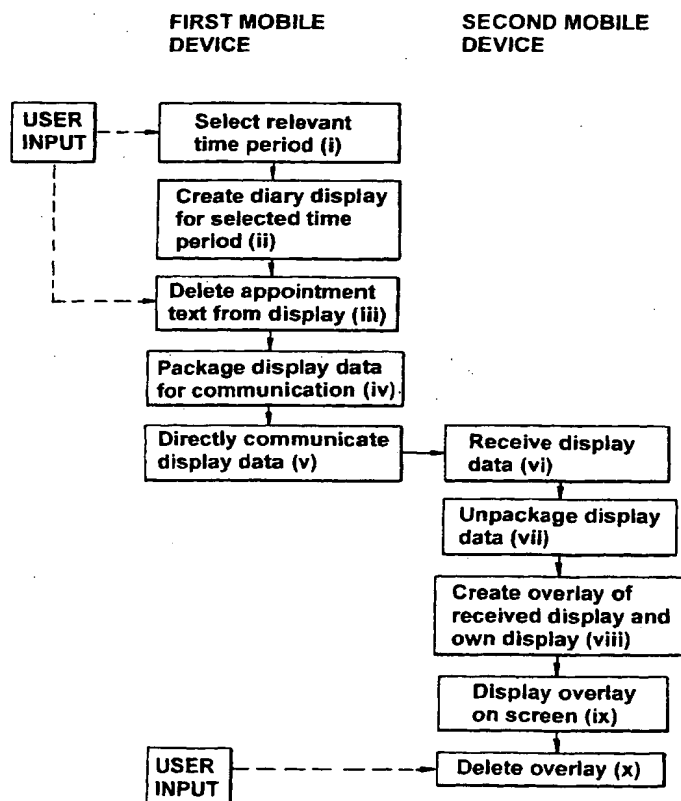 FIRST MOBILE
DEVICE
SECOND MOBILE
DEVICE
USER
INPUT
Select relevant
time period (i)
Create diary display
for selected time
period (ii)
Delete appointment
text from display (iii)
Package display data
for communication (iv)
Directly communicate
display data (v)
Receive display
data (vi)
Unpackage display
data (vii)
Create overlay of
received display and
own display (viii)
Display overlay
on screen (ix)
USER
INPUT
Delete overlay (x)